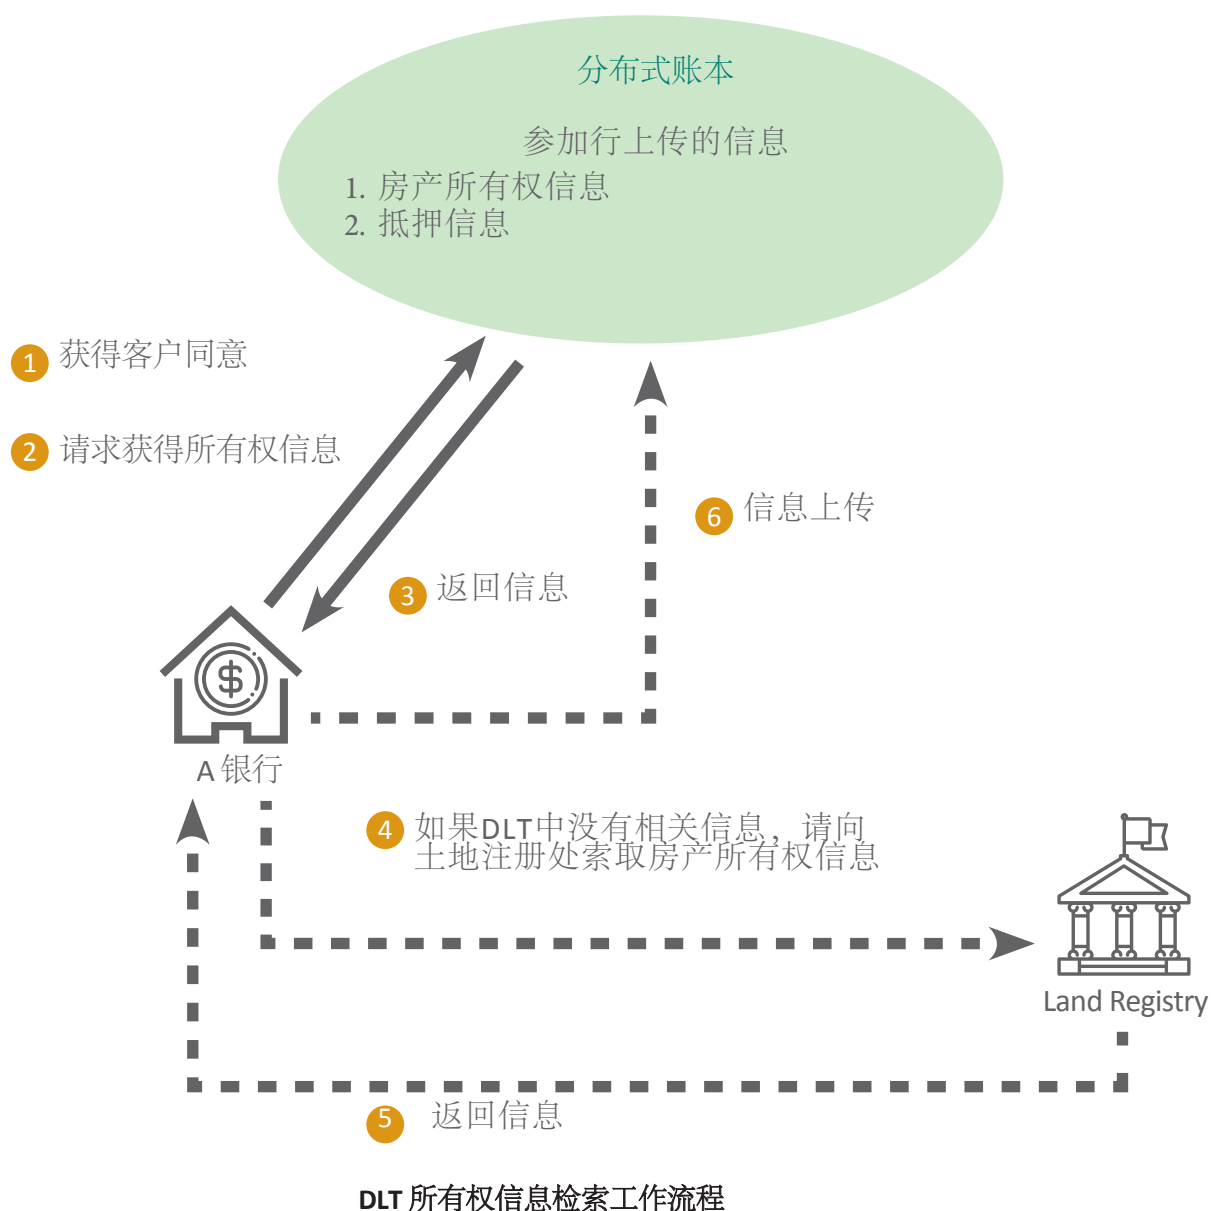 分布式账本
参加行上传的信息
1. 房产所有权信息
2. 抵押信息
1 获得客户同意
2 请求获得所有权信息
6 信息上传
3 返回信息
$
A 银行
4 如果DLT中没有相关信息，请向
土地注册处索取房产所有权信息
Land Registry
5 返回信息
DLT 所有权信息检索工作流程